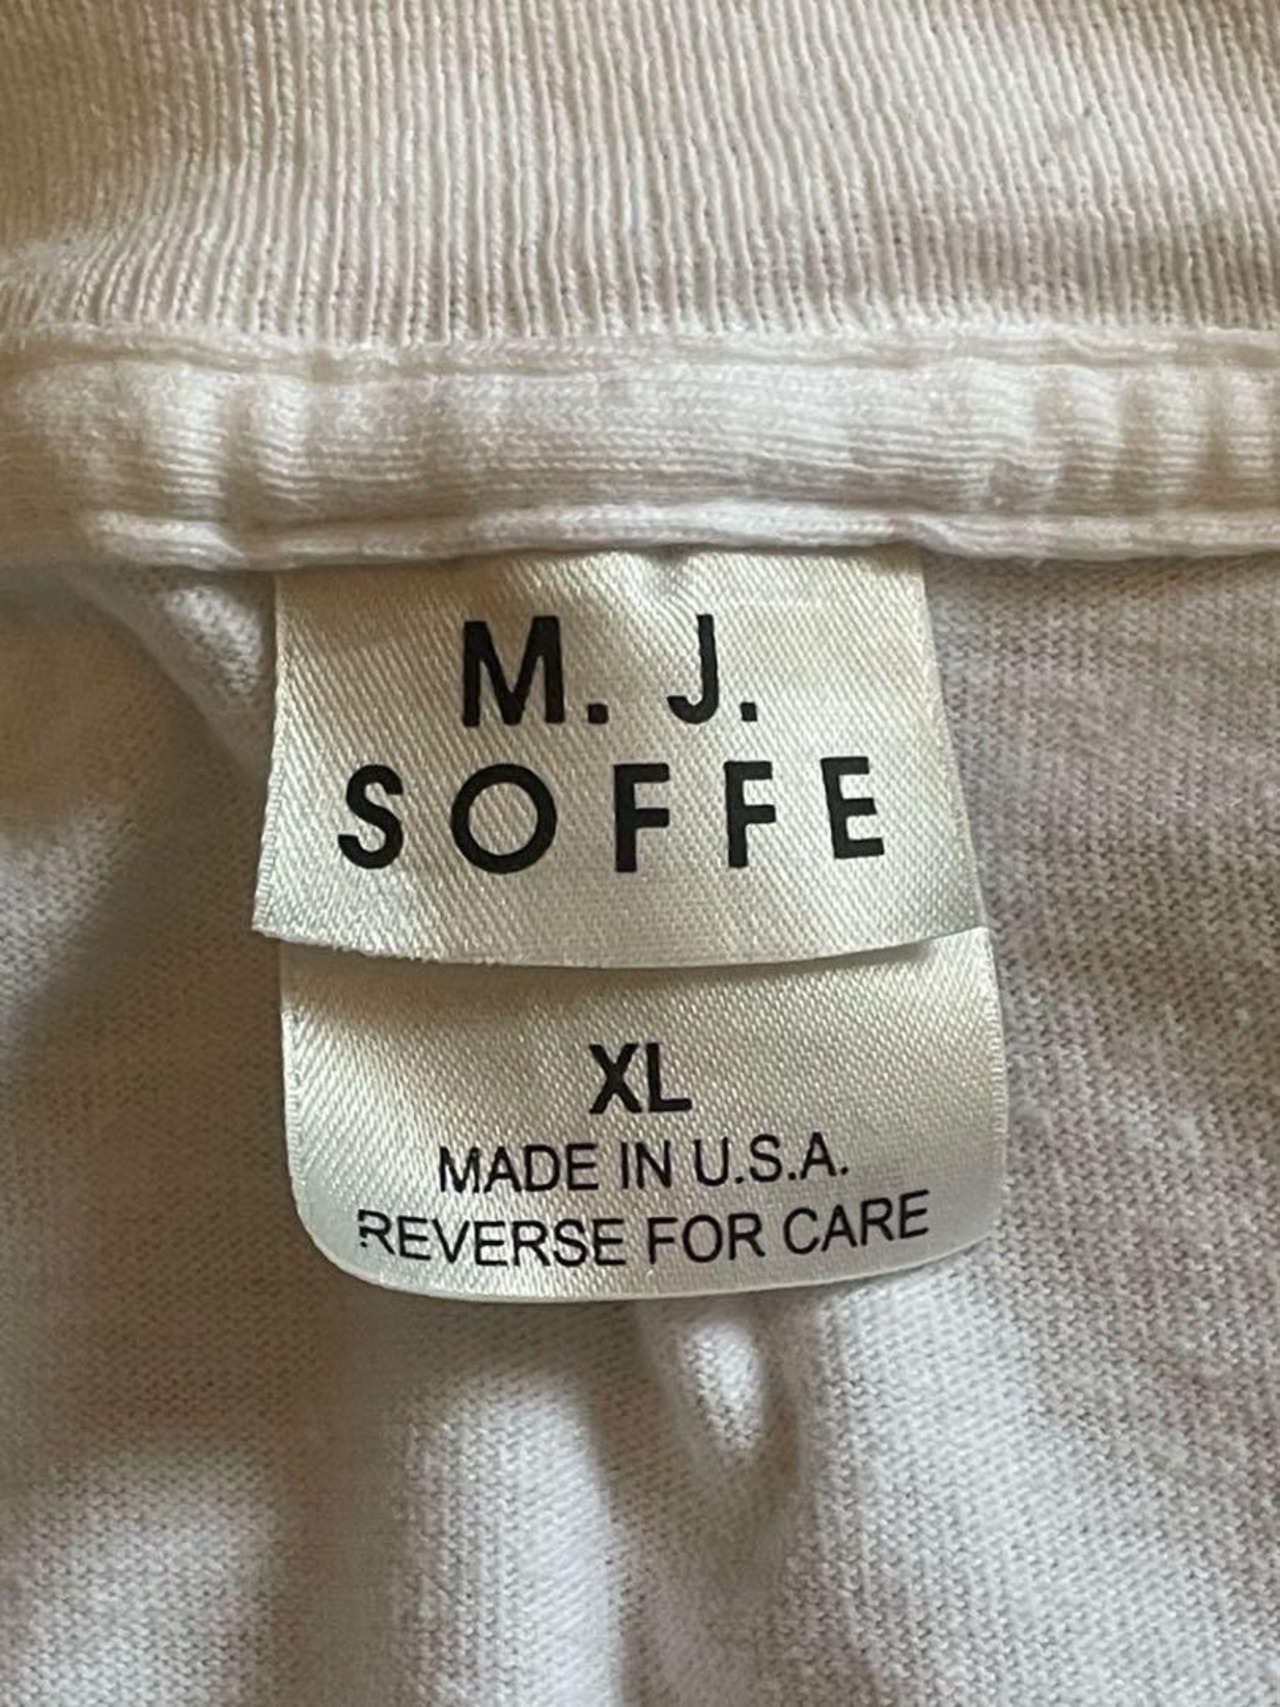 M. J.
SOFFE
XL
MADE IN U.S.A.
REVERSE FOR CARE